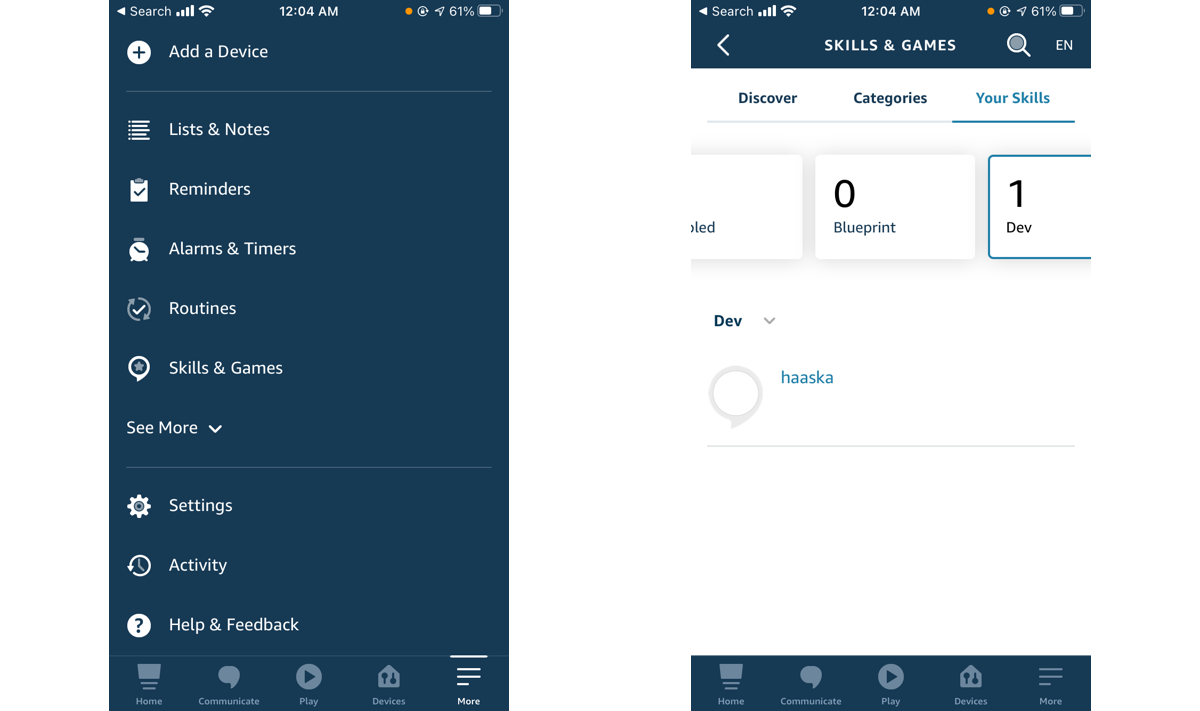 Search
12:04 AM
61%
Add a Device
Lists & Notes
Reminders
Alarms & Timers
Routines
Skills & Games
See More
Settings
Activity
Help & Feedback
Home
Communicate
Play
Devices
More
Search
12:04 AM
61%
SKILLS & GAMES
EN
Discover
Categories
Your Skills
0
Blueprint
1
Dev
Dev
haaska
Home
Communicate
Play
Devices
More